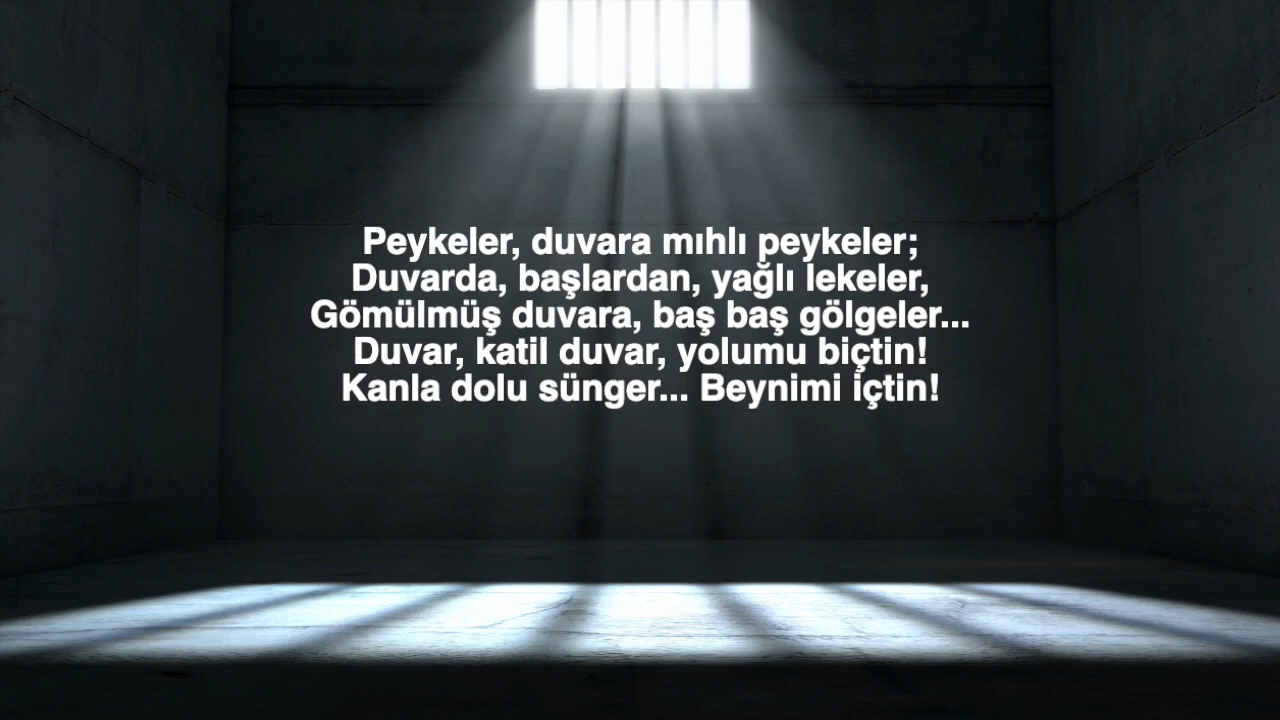 Peykeler, duvara mıhlı peykeler;
Duvarda, başlardan, yağlı lekeler,
Gömülmüş duvara, baş baş gölgeler...
Duvar, katil duvar, yolumu biçtin!
Kanla dolu sünger... Beynimi içtin!